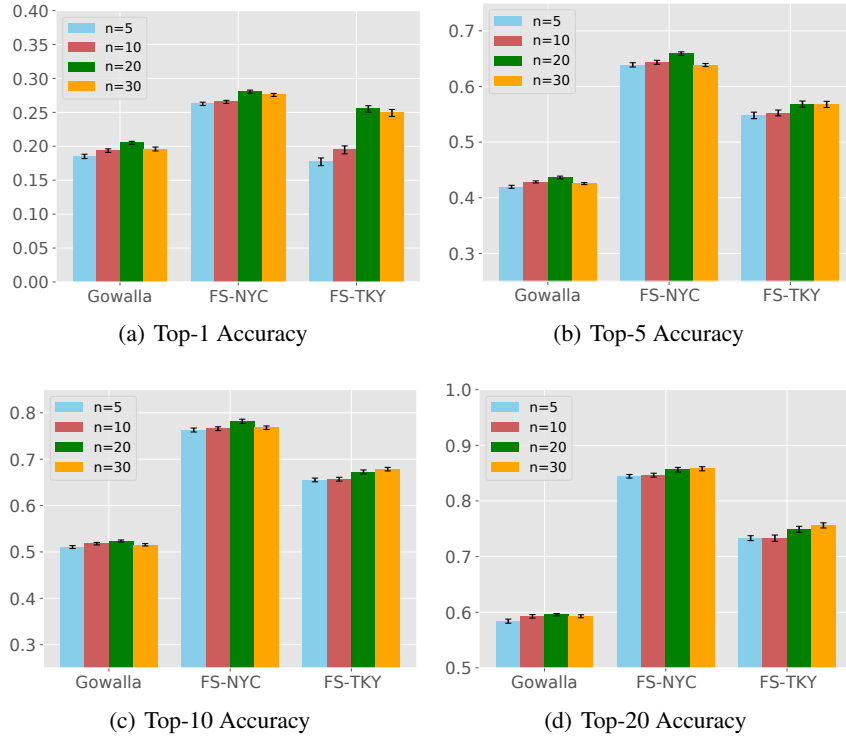 0.40
0.35
0.30
0.25
0.20
0.15
0.10
0.05
0.00
n=5
n=10
n=20
n=30
Gowalla FS-NYC FS-TKY
(a) Top-1 Accuracy
0.7
0.6
0.5
0.4
0.3
n=5
n=10
n=20
n=30
Gowalla FS-NYC FS-TKY
(b) Top-5 Accuracy
0.8
0.7
0.6
0.5
0.4
0.3
n=5
n=10
n=20
n=30
Gowalla FS-NYC FS-TKY
(c) Top-10 Accuracy
1.0
0.9
0.8
0.7
0.6
0.5
n=5
n=10
n=20
n=30
Gowalla FS-NYC FS-TKY
(d) Top-20 Accuracy